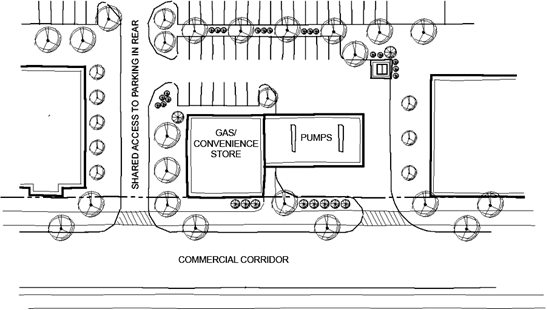 SHARED ACCESS TO PARKING IN REAR
GAS/
CONVENIENCE
STORE
PUMPS
COMMERCIAL CORRIDOR